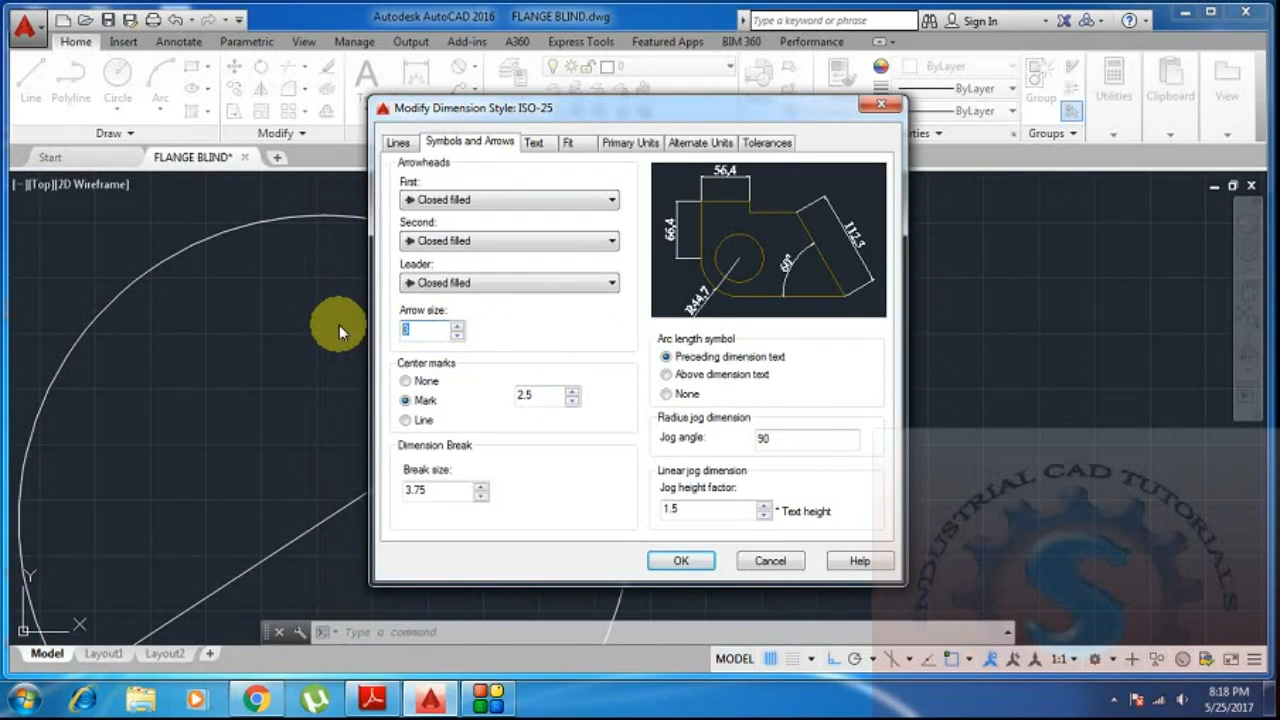 Autodesk AutoCAD 2016 FLANGE BLIND.dwg
Type a keyword or phrase
Sign In
Home Insert Annotate Parametric View Manage Output Add-ins A360 Express Tools Featured Apps BIM 360 Performance
Line Polyline Circle Arc
0
ByLayer
ByLayer
ByLayer
Group Utilities Clipboard View
Draw Modify Groups
Start FLANGE BLIND*
[−][Top][2D Wireframe]
Modify Dimension Style: ISO-25
Lines Symbols and Arrows Text Fit Primary Units Alternate Units Tolerances
Arrowheads
First:
Closed filled
Second:
Closed filled
Leader:
Closed filled
Arrow size:
3
Center marks
None
Mark
Line
2.5
Dimension Break
Break size:
3.75
56,4
66,4
112,3
60°
R44,7
Arc length symbol
Preceding dimension text
Above dimension text
None
Radius jog dimension
Jog angle: 90
Linear jog dimension
Jog height factor:
1.5 * Text height
OK Cancel Help
Y
X
Type a command
Model Layout1 Layout2
MODEL
1:1
INDUSTRIAL CAD TUTORIALS
8:18 PM
5/25/2017